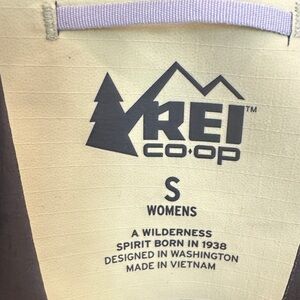 REI™
CO·OP
S
WOMENS
A WILDERNESS
SPIRIT BORN IN 1938
DESIGNED IN WASHINGTON
MADE IN VIETNAM